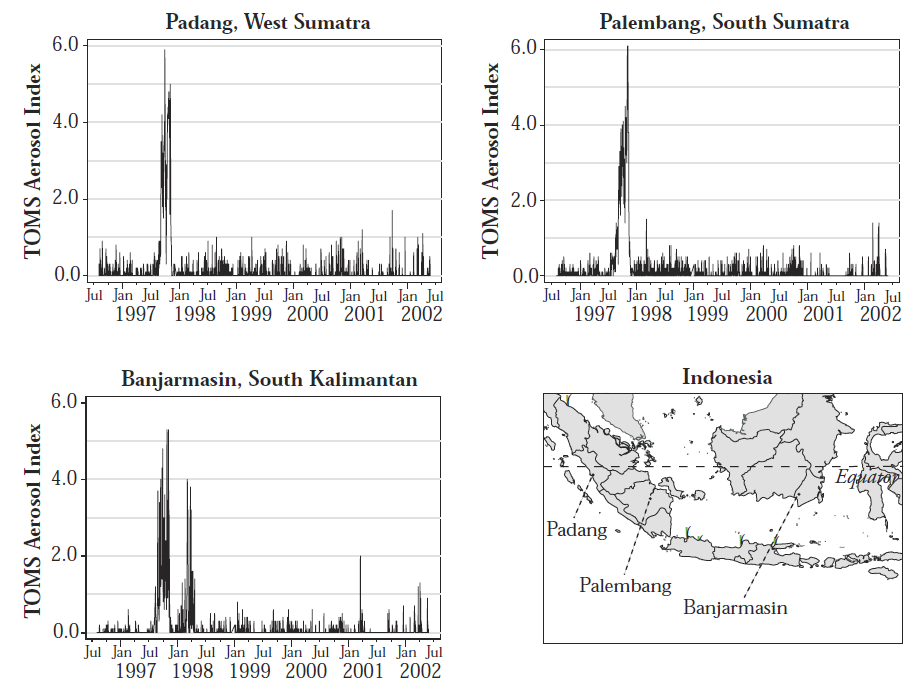 Padang, West Sumatra
TOMS Aerosol Index
6.0
4.0
2.0
0.0
Jul Jan Jul Jan Jul Jan Jul Jan Jul Jan Jul Jan Jul
1997 1998 1999 2000 2001 2002
Palembang, South Sumatra
TOMS Aerosol Index
6.0
4.0
2.0
0.0
Jul Jan Jul Jan Jul Jan Jul Jan Jul Jan Jul Jan Jul
1997 1998 1999 2000 2001 2002
Banjarmasin, South Kalimantan
TOMS Aerosol Index
6.0
4.0
2.0
0.0
Jul Jan Jul Jan Jul Jan Jul Jan Jul Jan Jul Jan Jul
1997 1998 1999 2000 2001 2002
Indonesia
Equator
Padang
Palembang
Banjarmasin